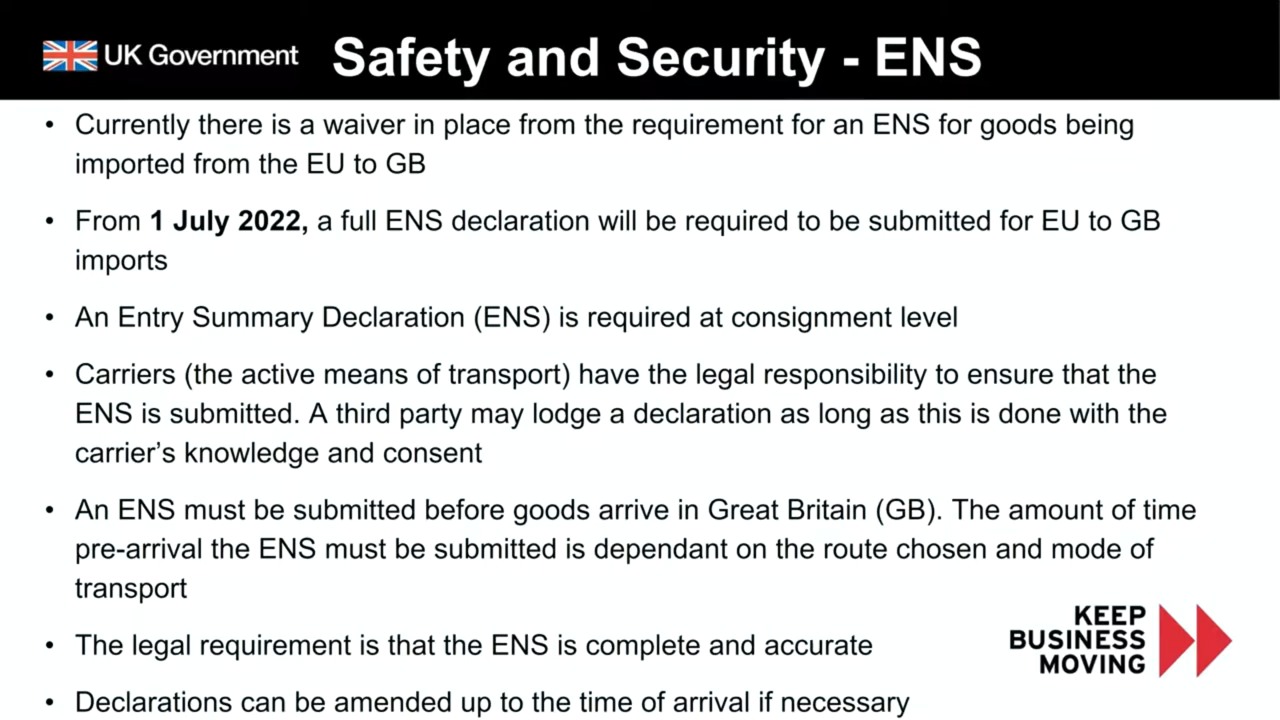 UK Government
Safety and Security - ENS
• Currently there is a waiver in place from the requirement for an ENS for goods being
imported from the EU to GB
• From 1 July 2022, a full ENS declaration will be required to be submitted for EU to GB
imports
• An Entry Summary Declaration (ENS) is required at consignment level
• Carriers (the active means of transport) have the legal responsibility to ensure that the
ENS is submitted. A third party may lodge a declaration as long as this is done with the
carrier’s knowledge and consent
• An ENS must be submitted before goods arrive in Great Britain (GB). The amount of time
pre-arrival the ENS must be submitted is dependant on the route chosen and mode of
transport
• The legal requirement is that the ENS is complete and accurate
• Declarations can be amended up to the time of arrival if necessary
KEEP
BUSINESS
MOVING